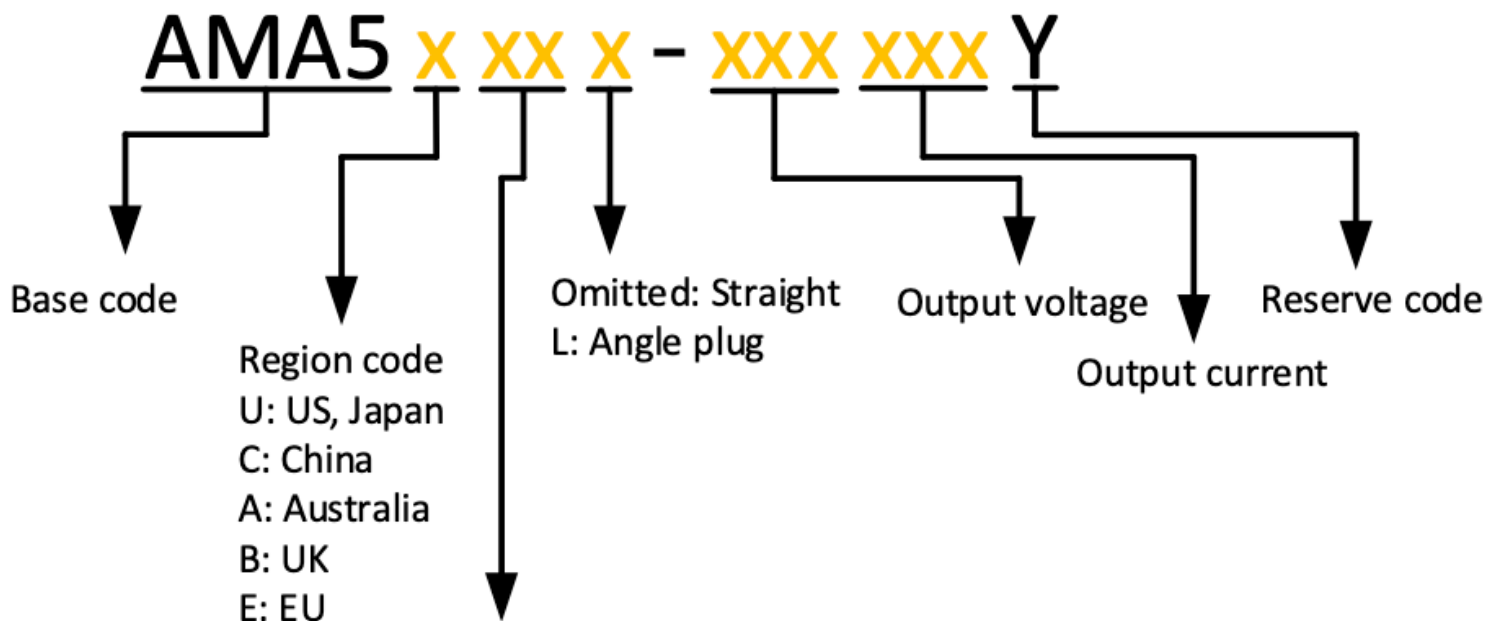 AMA5 x xx x - xxx xxx Y
Base code
Region code
U: US, Japan
C: China
A: Australia
B: UK
E: EU
Omitted: Straight
L: Angle plug
Output voltage
Output current
Reserve code